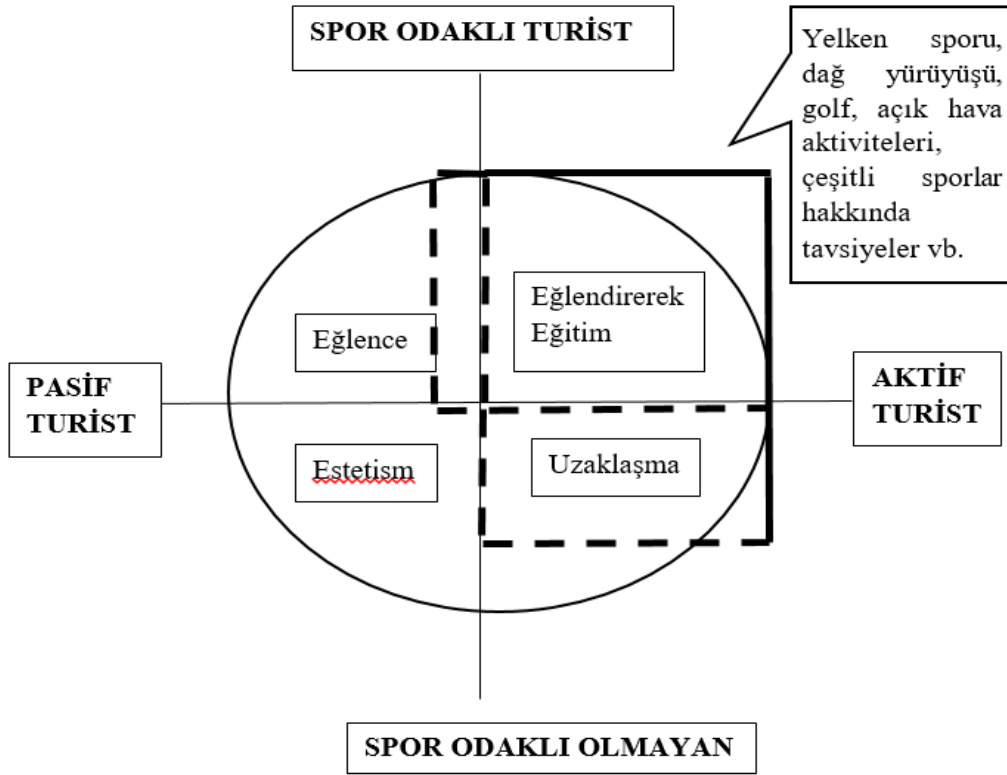 SPOR ODAKLI TURİST
Yelken sporu,
dağ yürüyüşü,
golf, açık hava
aktiviteleri,
çeşitli sporlar
hakkında
tavsiyeler vb.
Eğlendirerek
Eğitim
Eğlence
PASİF
TURİST
AKTİF
TURİST
Estetism
Uzaklaşma
SPOR ODAKLI OLMAYAN